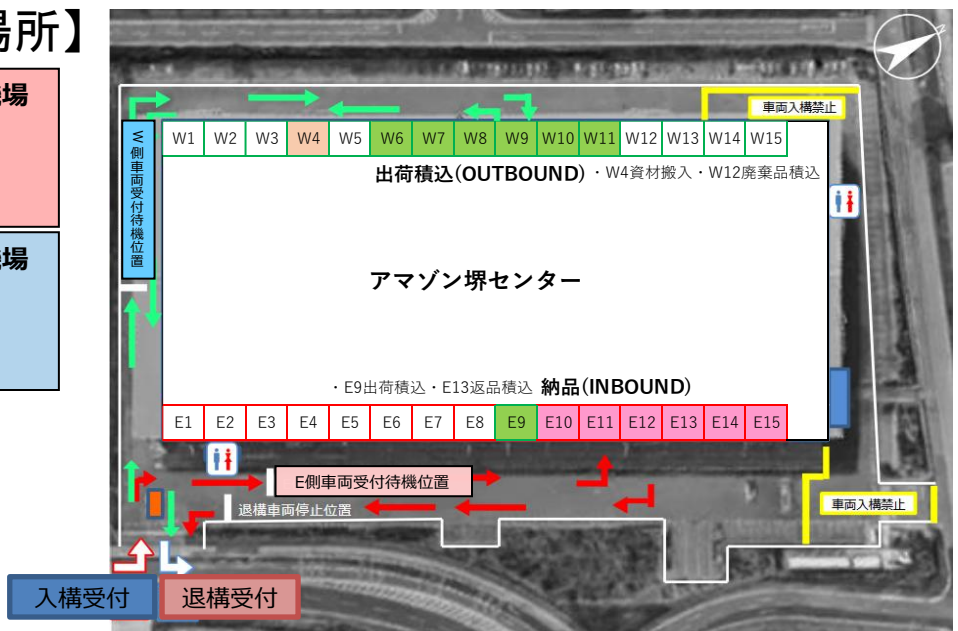 場所】
機場
機場
車両入構禁止
W側車両受付待機位置
W1 W2 W3 W4 W5 W6 W7 W8 W9 W10 W11 W12 W13 W14 W15
出荷積込(OUTBOUND) ・W4資材搬入・W12廃棄品積込
アマゾン堺センター
・E9出荷積込・E13返品積込 納品(INBOUND)
E1 E2 E3 E4 E5 E6 E7 E8 E9 E10 E11 E12 E13 E14 E15
E側車両受付待機位置
退構車両停止位置
車両入構禁止
入構受付 退構受付